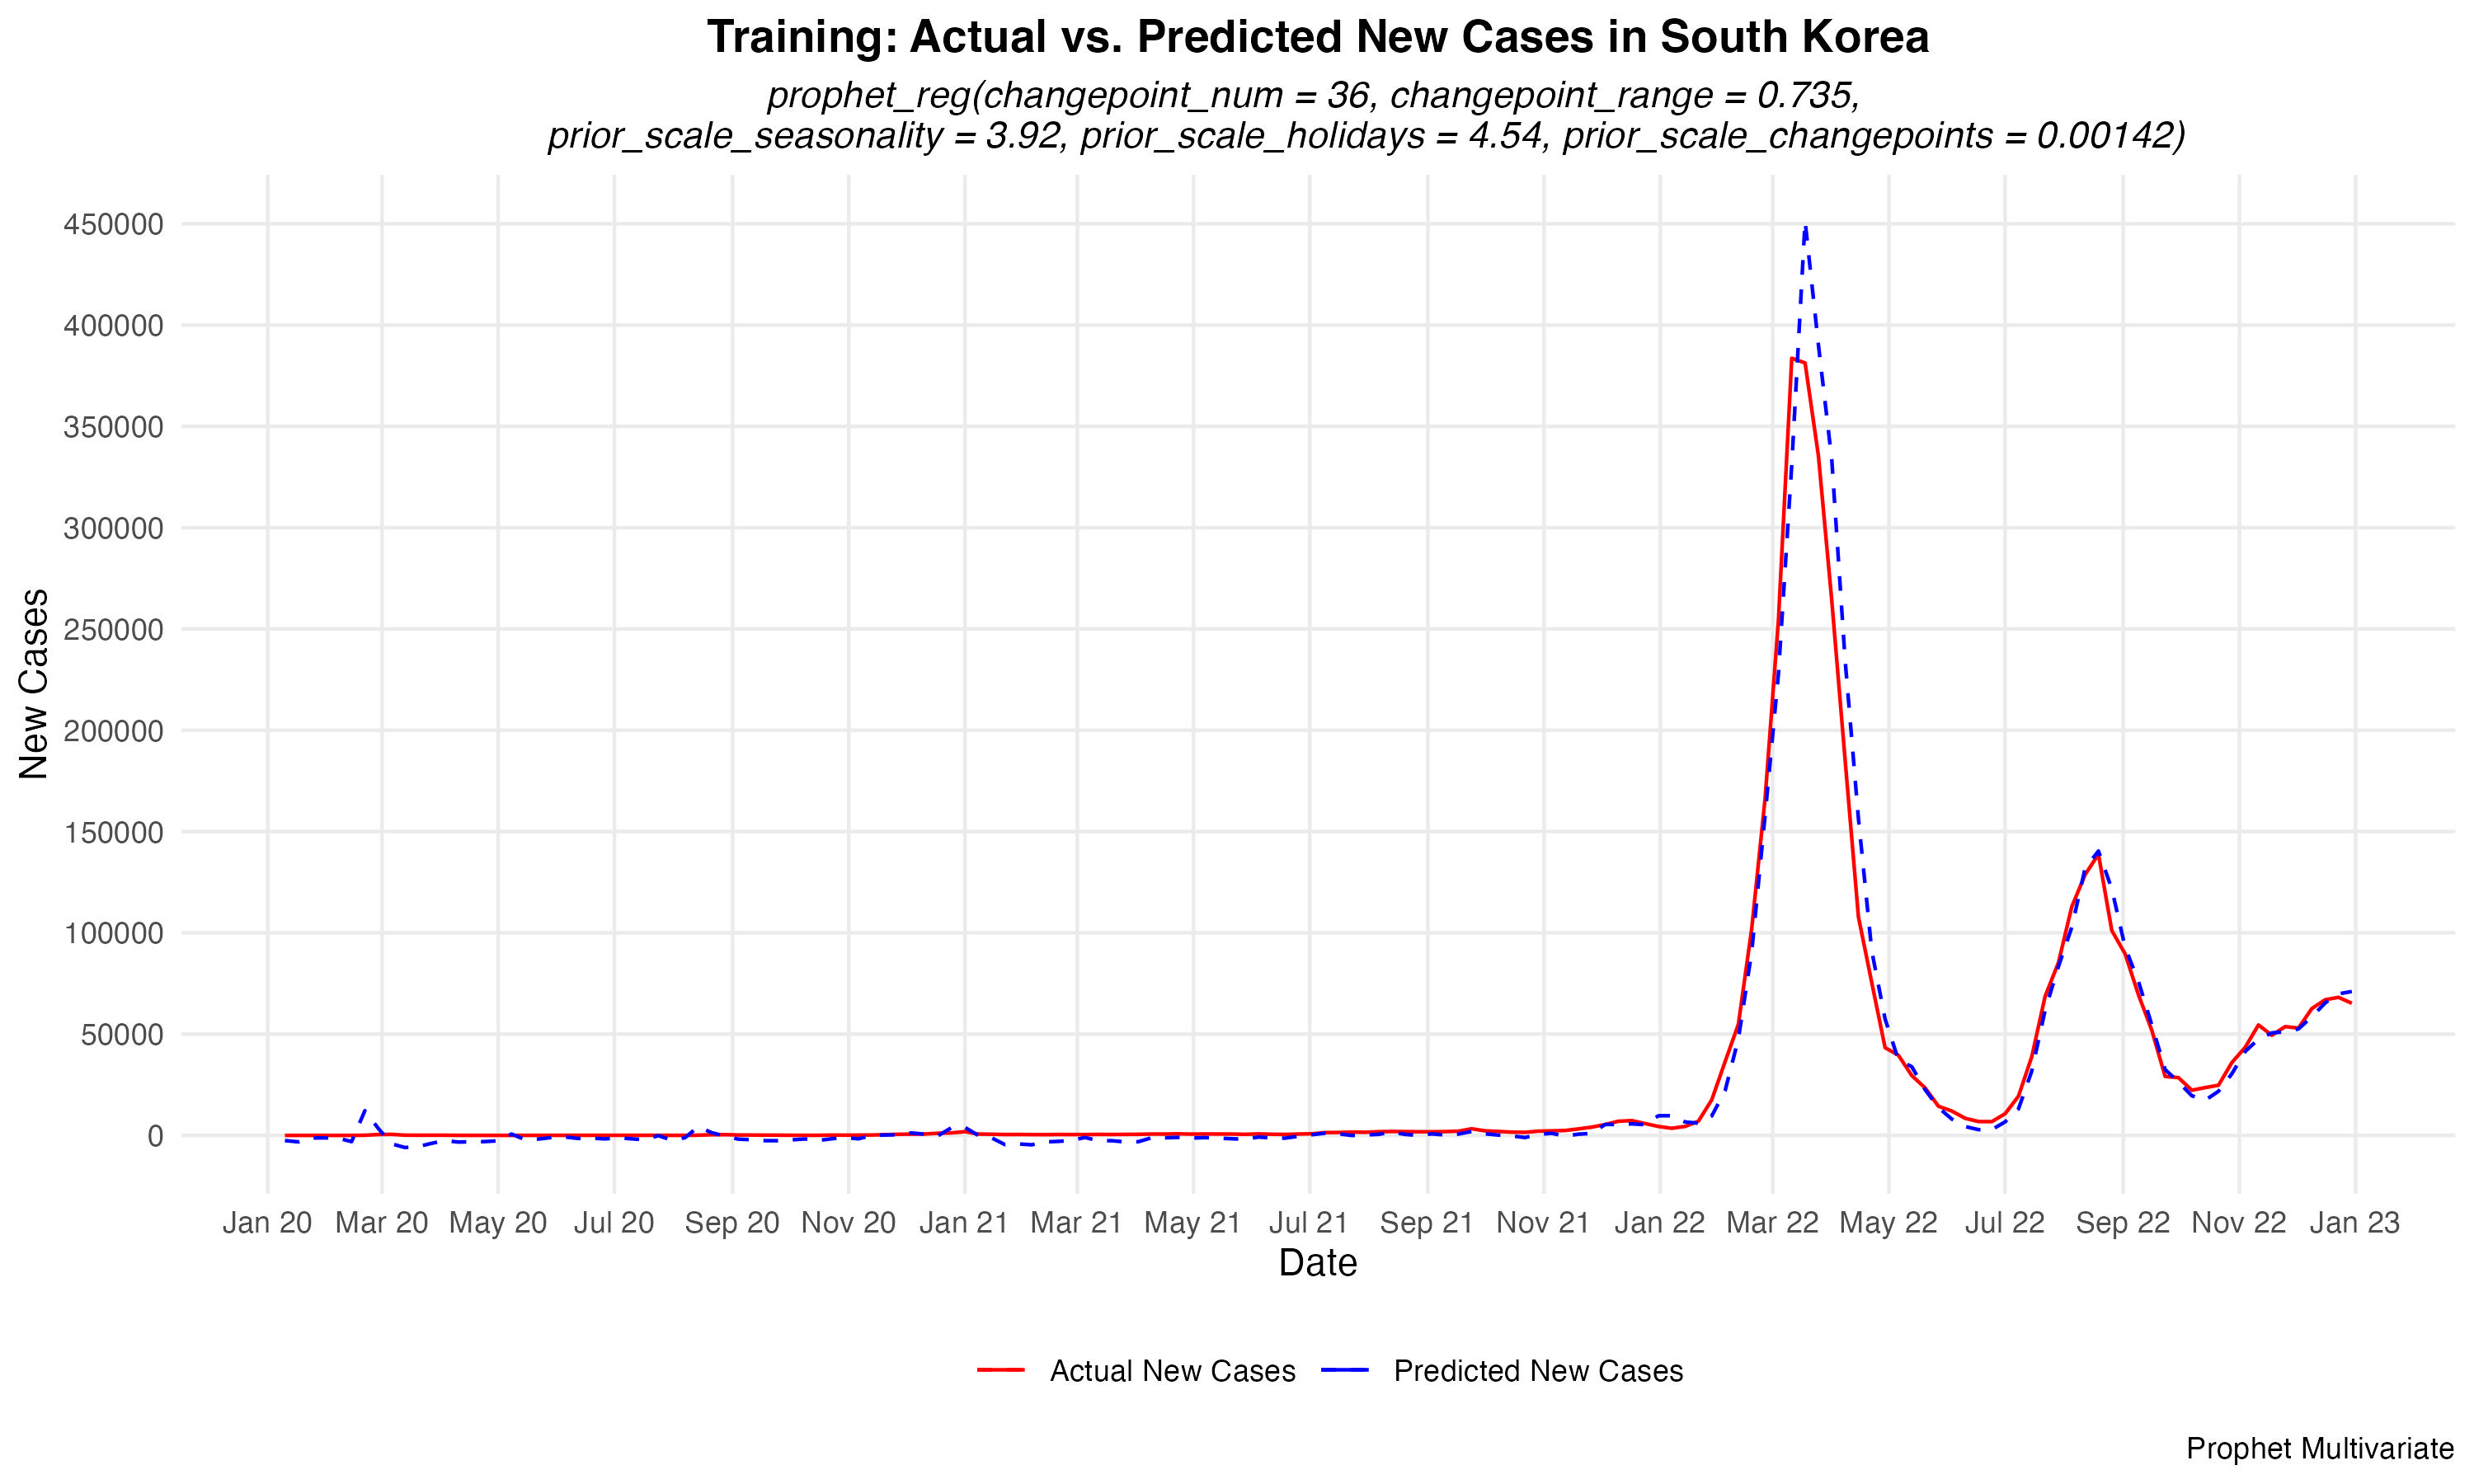 Training: Actual vs. Predicted New Cases in South Korea
prophet_reg(changepoint_num = 36, changepoint_range = 0.735,
prior_scale_seasonality = 3.92, prior_scale_holidays = 4.54, prior_scale_changepoints = 0.00142)
450000
400000
350000
300000
250000
200000
150000
100000
50000
0
New Cases
Jan 20 Mar 20 May 20 Jul 20 Sep 20 Nov 20 Jan 21 Mar 21 May 21 Jul 21 Sep 21 Nov 21 Jan 22 Mar 22 May 22 Jul 22 Sep 22 Nov 22 Jan 23
Date
Actual New Cases Predicted New Cases
Prophet Multivariate